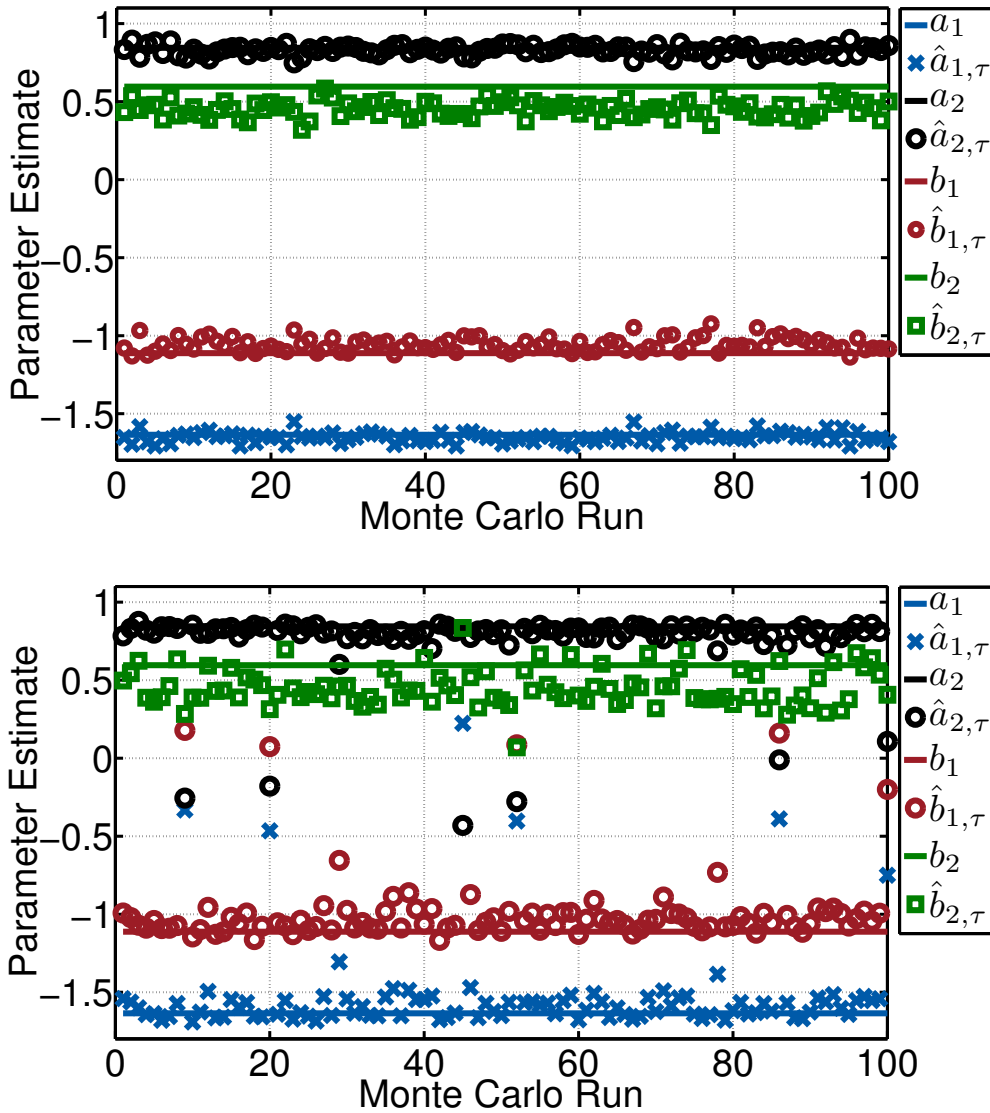 1
0.5
0
−0.5
−1
−1.5
Parameter Estimate
0
20
40
60
80
100
Monte Carlo Run
a₁
â₁,τ
a₂
â₂,τ
b₁
b̂₁,τ
b₂
b̂₂,τ
1
0.5
0
−0.5
−1
−1.5
Parameter Estimate
0
20
40
60
80
100
Monte Carlo Run
a₁
â₁,τ
a₂
â₂,τ
b₁
b̂₁,τ
b₂
b̂₂,τ